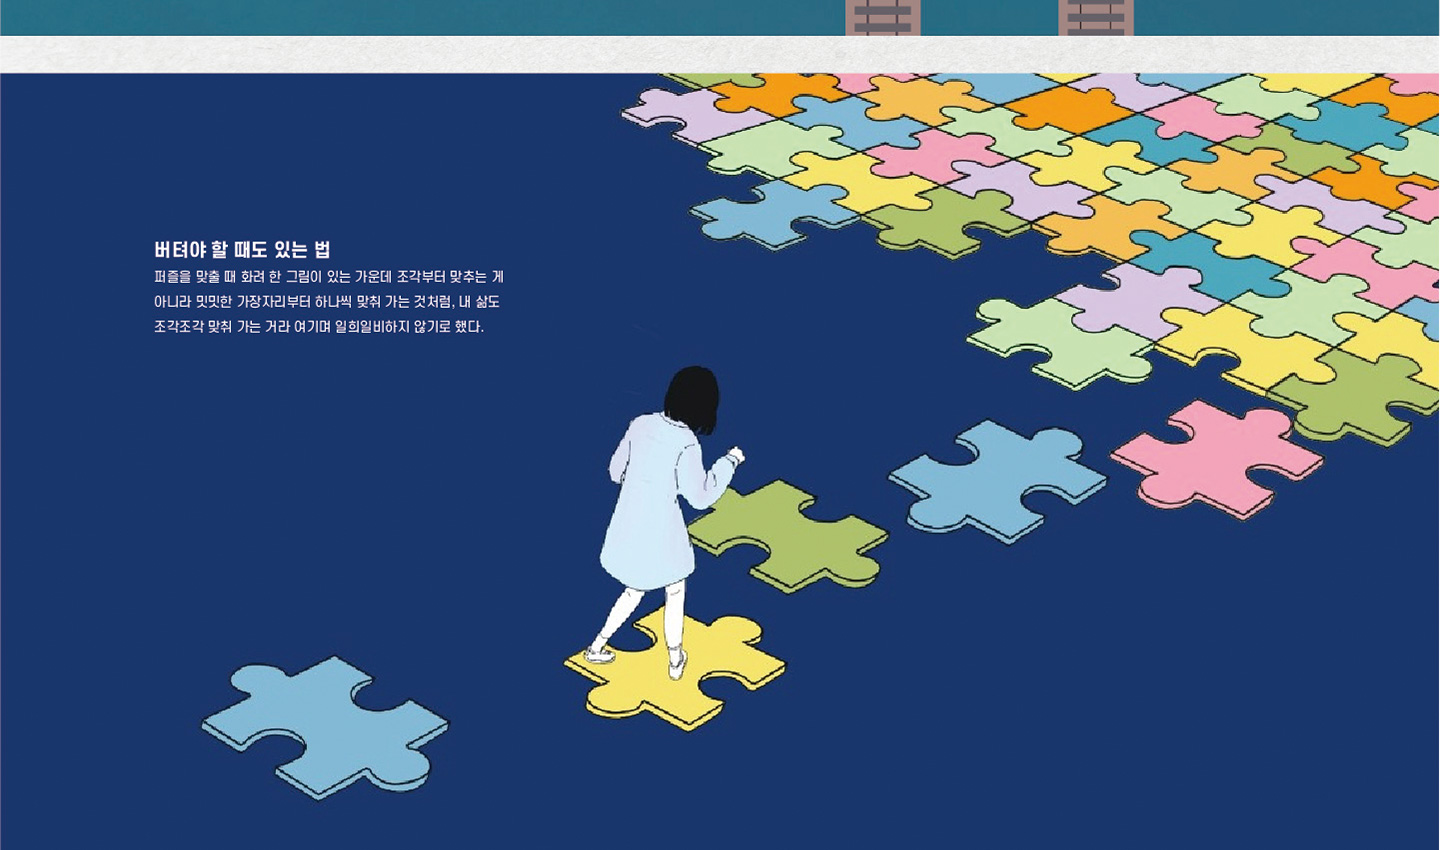 버텨야 할 때도 있는 법
퍼즐을 맞출 때 화려 한 그림이 있는 가운데 조각부터 맞추는 게
아니라 밋밋한 가장자리부터 하나씩 맞춰 가는 것처럼, 내 삶도
조각조각 맞춰 가는 거라 여기며 일희일비하지 않기로 했다.